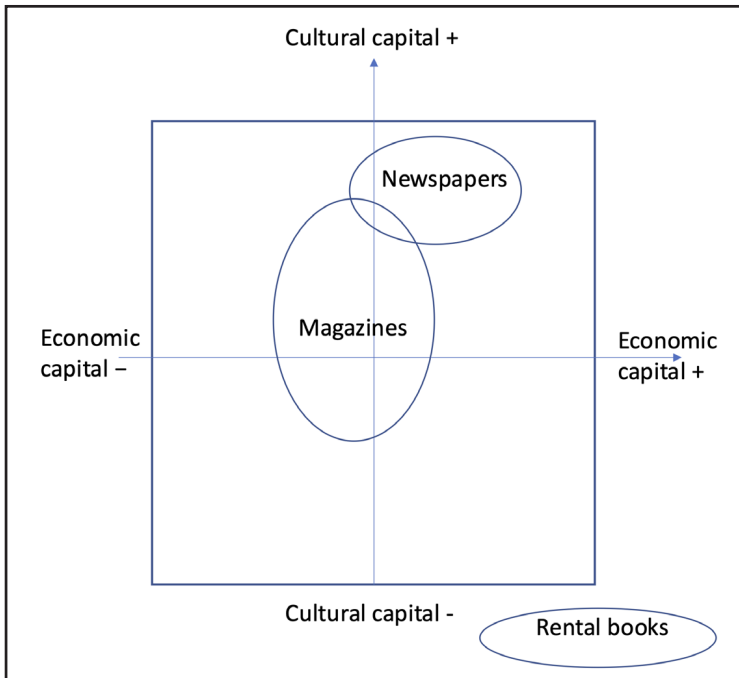 Cultural capital +
Newspapers
Magazines
Economic
capital −
Economic
capital +
Cultural capital -
Rental books